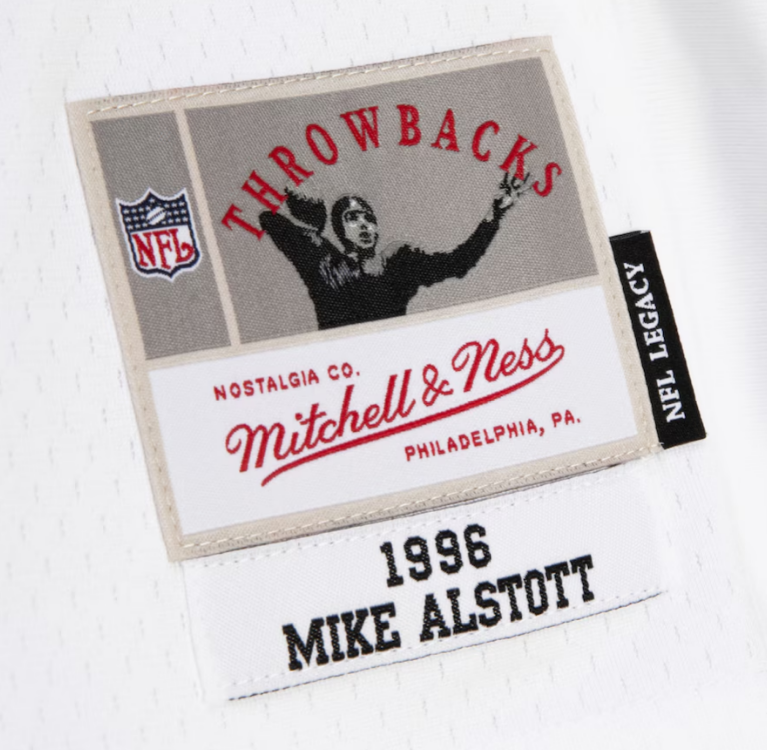 THROWBACKS
NFL
NOSTALGIA CO.
Mitchell & Ness
PHILADELPHIA, PA.
NFL LEGACY
1996
MIKE ALSTOTT